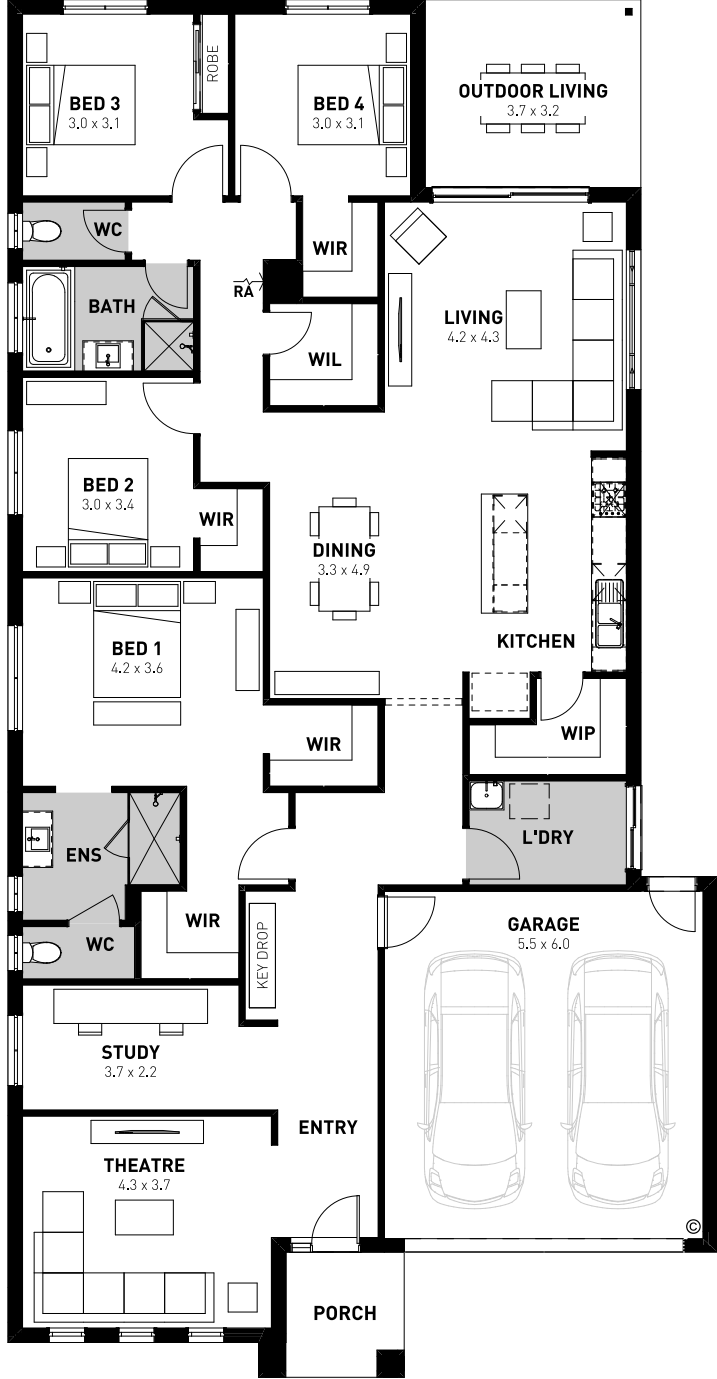 BED 3
3.0 x 3.1
ROBE
BED 4
3.0 x 3.1
OUTDOOR LIVING
3.7 x 3.2
WC
WIR
BATH
RA
LIVING
4.2 x 4.3
WIL
BED 2
3.0 x 3.4
WIR
DINING
3.3 x 4.9
KITCHEN
BED 1
4.2 x 3.6
WIR
WIP
L'DRY
ENS
WIR
WC
KEY DROP
GARAGE
5.5 x 6.0
STUDY
3.7 x 2.2
ENTRY
THEATRE
4.3 x 3.7
©
PORCH